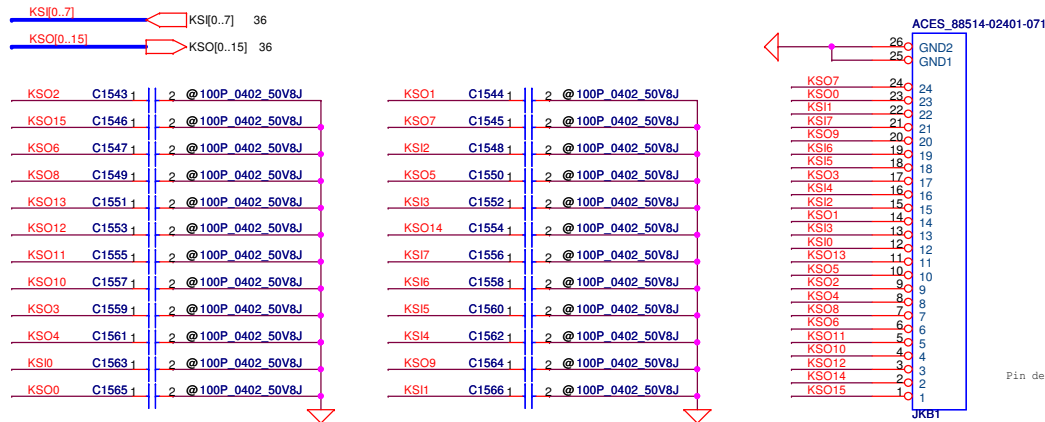 KSI[0..7] KSI[0..7] 36
KSO[0..15] KSO[0..15] 36
KSO2 C1543 1 2 @100P_0402_50V8J
KSO15 C1546 1 2 @100P_0402_50V8J
KSO6 C1547 1 2 @100P_0402_50V8J
KSO8 C1549 1 2 @100P_0402_50V8J
KSO13 C1551 1 2 @100P_0402_50V8J
KSO12 C1553 1 2 @100P_0402_50V8J
KSO11 C1555 1 2 @100P_0402_50V8J
KSO10 C1557 1 2 @100P_0402_50V8J
KSO3 C1559 1 2 @100P_0402_50V8J
KSO4 C1561 1 2 @100P_0402_50V8J
KSI0 C1563 1 2 @100P_0402_50V8J
KSO0 C1565 1 2 @100P_0402_50V8J
KSO1 C1544 1 2 @100P_0402_50V8J
KSO7 C1545 1 2 @100P_0402_50V8J
KSI2 C1548 1 2 @100P_0402_50V8J
KSO5 C1550 1 2 @100P_0402_50V8J
KSI3 C1552 1 2 @100P_0402_50V8J
KSO14 C1554 1 2 @100P_0402_50V8J
KSI7 C1556 1 2 @100P_0402_50V8J
KSI6 C1558 1 2 @100P_0402_50V8J
KSI5 C1560 1 2 @100P_0402_50V8J
KSI4 C1562 1 2 @100P_0402_50V8J
KSO9 C1564 1 2 @100P_0402_50V8J
KSI1 C1566 1 2 @100P_0402_50V8J
ACES_88514-02401-071
26 GND2
25 GND1
KSO7 24 24
KSO0 23 23
KSI1 22 22
KSI7 21 21
KSO9 20 20
KSI6 19 19
KSI5 18 18
KSO3 17 17
KSI4 16 16
KSI2 15 15
KSO1 14 14
KSI3 13 13
KSI0 12 12
KSO13 11 11
KSO5 10 10
KSO2 9 9
KSO4 8 8
KSO8 7 7
KSO6 6 6
KSO11 5 5
KSO10 4 4
KSO12 3 3
KSO14 2 2
KSO15 1 1
JKB1
Pin de